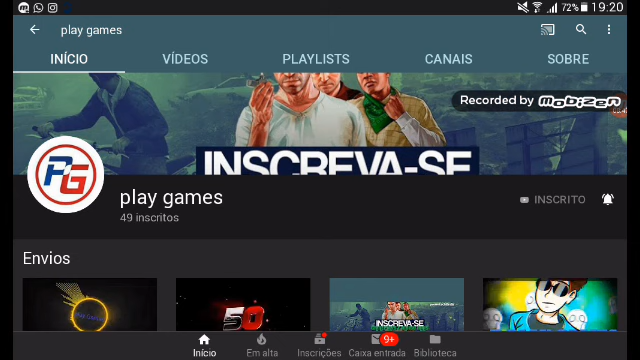 72% 19:20
play games
INÍCIO VÍDEOS PLAYLISTS CANAIS SOBRE
Recorded by MOBIZEN
INSCREVA-SE
PG
play games
49 inscritos
INSCRITO
Envios
50
INSCREVA-SE
9+
Início Em alta Inscrições Caixa entrada Biblioteca